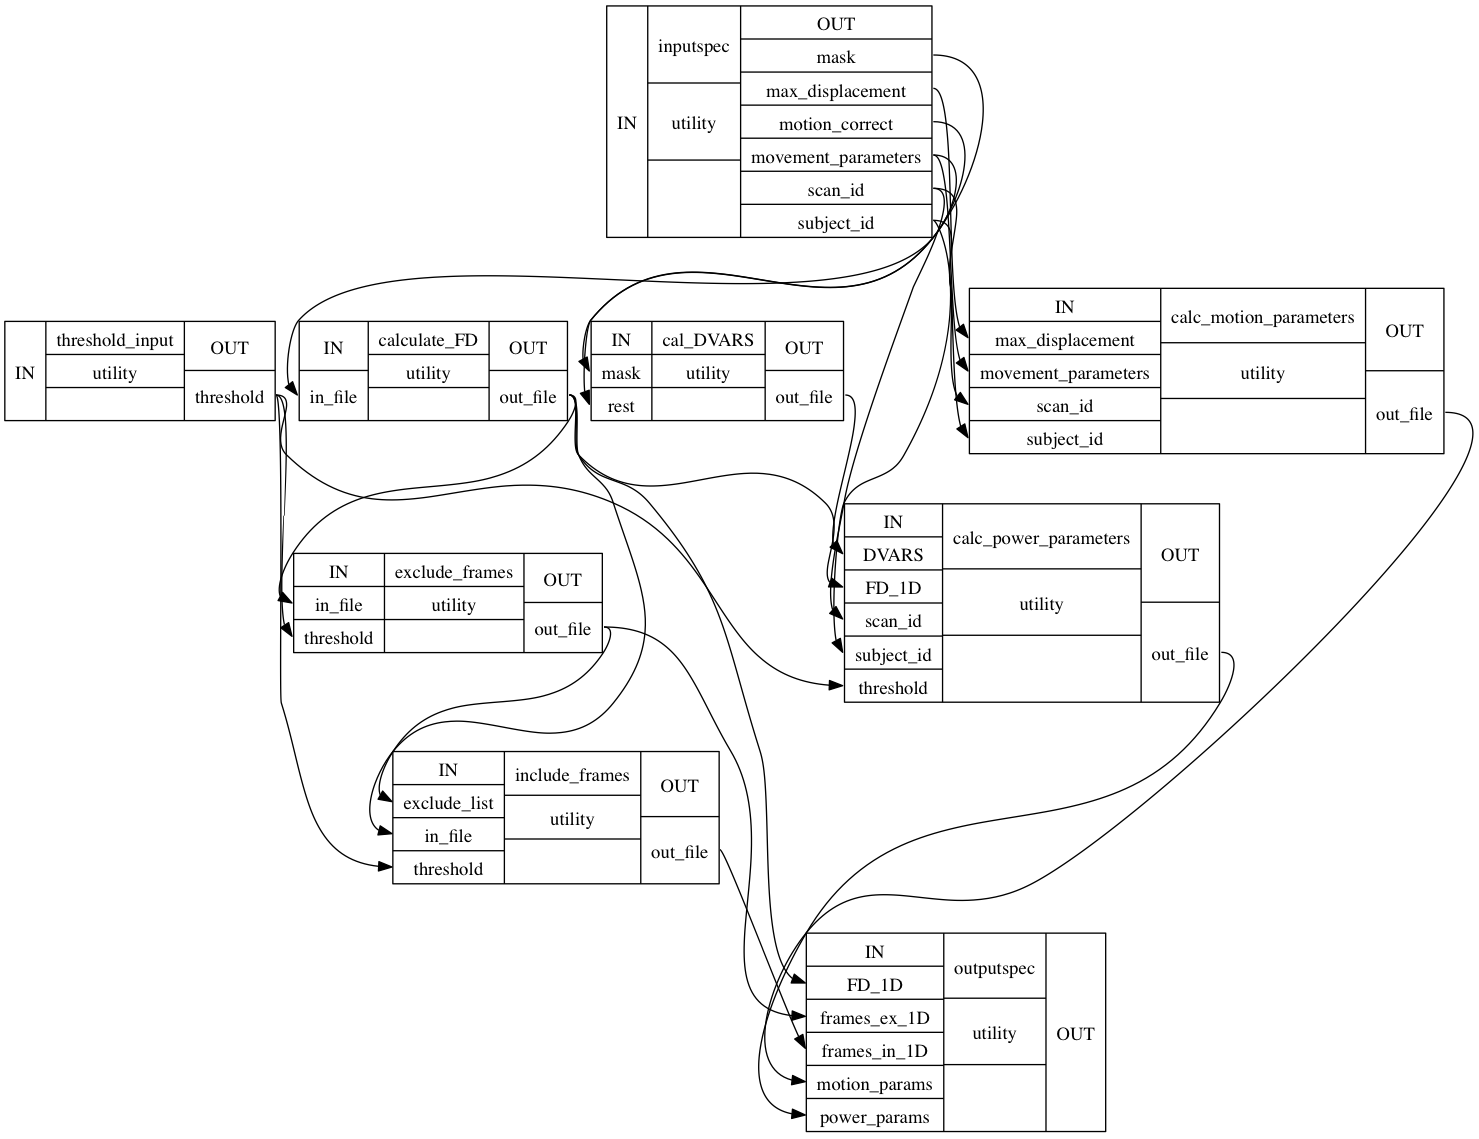 IN
inputspec
utility
OUT
mask
max_displacement
motion_correct
movement_parameters
scan_id
subject_id
IN
threshold_input
utility
OUT
threshold
IN
in_file
calculate_FD
utility
OUT
out_file
IN
mask
rest
cal_DVARS
utility
OUT
out_file
IN
max_displacement
movement_parameters
scan_id
subject_id
calc_motion_parameters
utility
OUT
out_file
IN
DVARS
FD_1D
scan_id
subject_id
threshold
calc_power_parameters
utility
OUT
out_file
IN
in_file
threshold
exclude_frames
utility
OUT
out_file
IN
exclude_list
in_file
threshold
include_frames
utility
OUT
out_file
IN
FD_1D
frames_ex_1D
frames_in_1D
motion_params
power_params
outputspec
utility
OUT